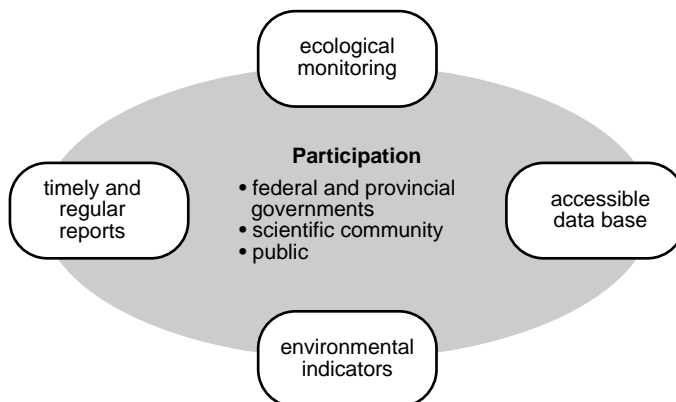 ecological
monitoring
Participation
• federal and provincial
governments
• scientific community
• public
timely and
regular
reports
accessible
data base
environmental
indicators